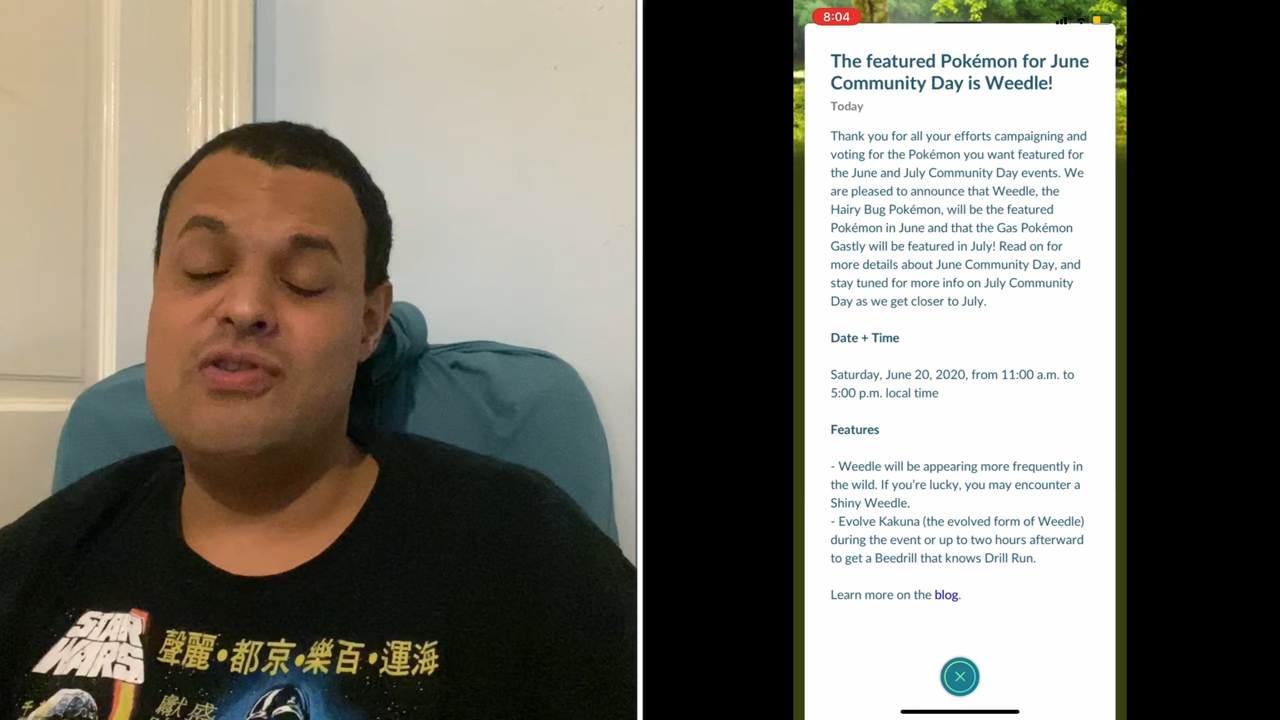 STAR
WARS
聲麗•都京•樂百•運海
獻盛
8:04
The featured Pokémon for June
Community Day is Weedle!
Today
Thank you for all your efforts campaigning and
voting for the Pokémon you want featured for
the June and July Community Day events. We
are pleased to announce that Weedle, the
Hairy Bug Pokémon, will be the featured
Pokémon in June and that the Gas Pokémon
Gastly will be featured in July! Read on for
more details about June Community Day, and
stay tuned for more info on July Community
Day as we get closer to July.
Date + Time
Saturday, June 20, 2020, from 11:00 a.m. to
5:00 p.m. local time
Features
- Weedle will be appearing more frequently in
the wild. If you’re lucky, you may encounter a
Shiny Weedle.
- Evolve Kakuna (the evolved form of Weedle)
during the event or up to two hours afterward
to get a Beedrill that knows Drill Run.
Learn more on the blog.